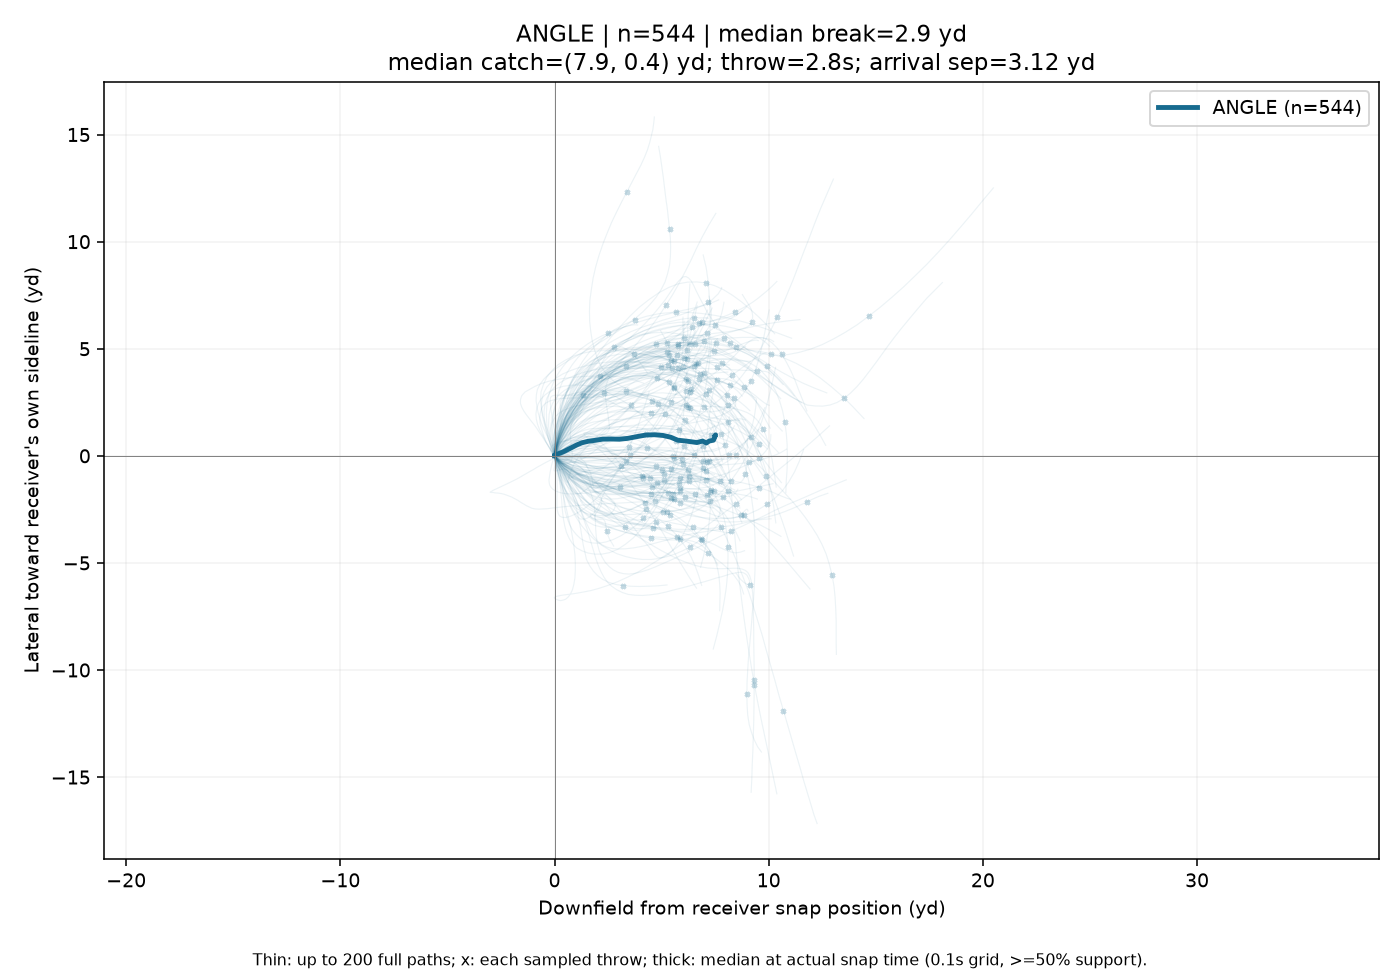 ANGLE | n=544 | median break=2.9 yd
median catch=(7.9, 0.4) yd; throw=2.8s; arrival sep=3.12 yd
ANGLE (n=544)
15
10
5
0
−5
−10
−15
Lateral toward receiver's own sideline (yd)
−20
−10
0
10
20
30
Downfield from receiver snap position (yd)
Thin: up to 200 full paths; x: each sampled throw; thick: median at actual snap time (0.1s grid, >=50% support).